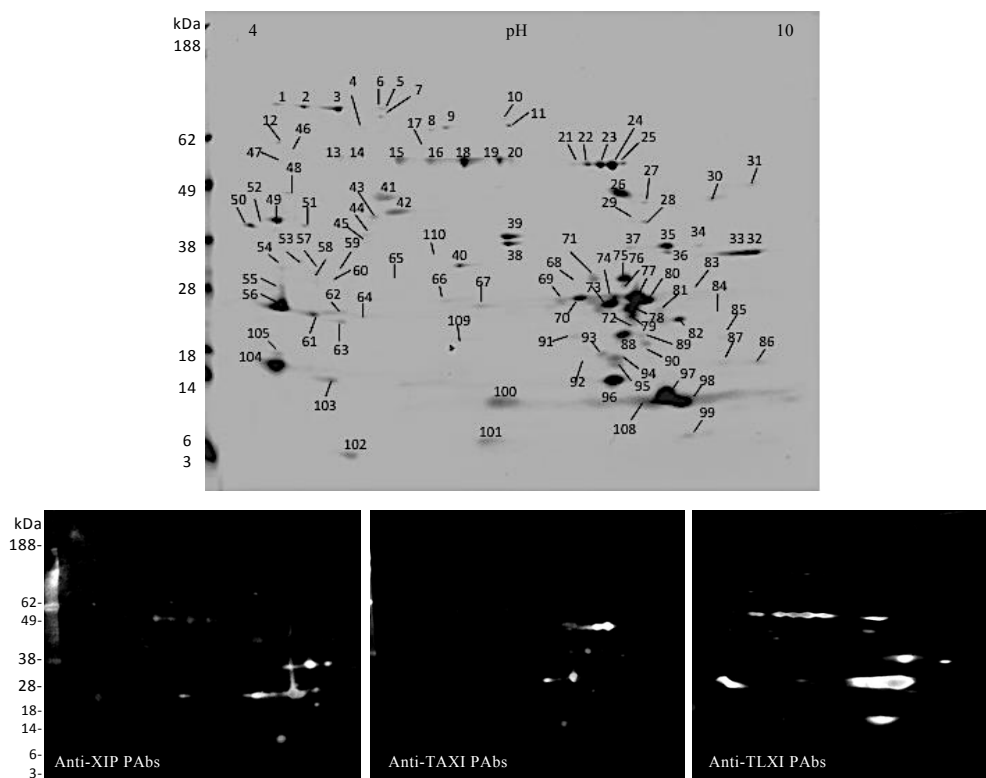 kDa 4 pH 10
188
4 6 5 7
1 2 3 10
12 46 17 8 9 11 24
62 47 13 14 15 16 18 19 20 21 22 23 25
48 27 31
49 52 43 41 26 30
50 49 51 44 42 29 28
45 39 37 35 34
38 53 57 58 59 110 38 71 36 33 32
54 65 40 68 74 75 76 77 80 83
60
28 55 66 67 69 73 81 84
56 62 64 70 72 78 85
61 109 79 82
105 63 91 93 88 89 87 86
18 104 90
92 94
14 103 100 95 97 98
96
108 99
6 102 101
3
kDa
188-
62-
49-
38-
28-
18-
14-
6-
3-
Anti-XIP PAbs Anti-TAXI PAbs Anti-TLXI PAbs